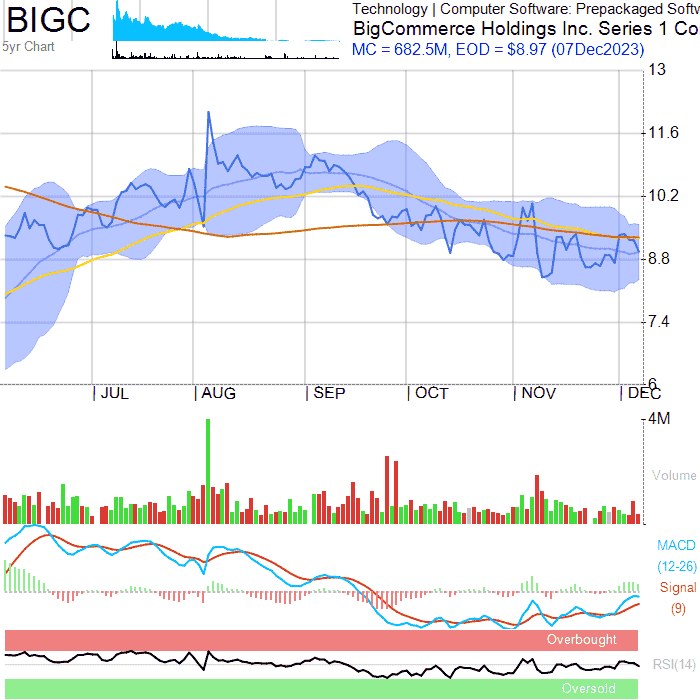 BIGC
5yr Chart
Technology | Computer Software: Prepackaged Softw
BigCommerce Holdings Inc. Series 1 Co
MC = 682.5M, EOD = $8.97 (07Dec2023)
13
11.6
10.2
8.8
7.4
6
JUL AUG SEP OCT NOV DEC
4M
Volume
MACD
(12-26)
Signal
(9)
Overbought
RSI(14)
Oversold